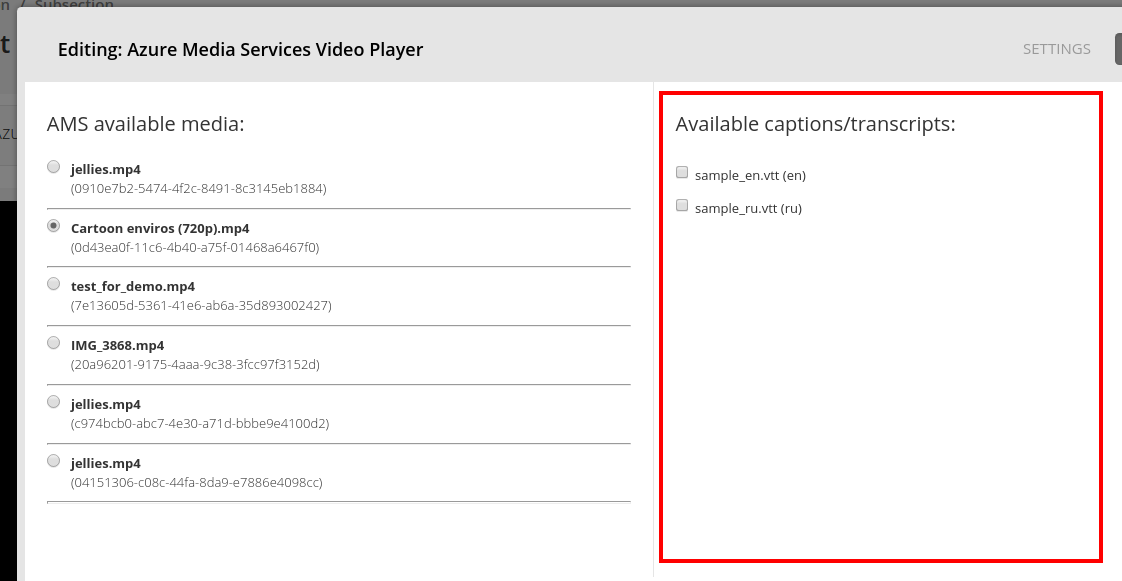 n / Subsection
t
Editing: Azure Media Services Video Player
SETTINGS
AZU
AMS available media:
jellies.mp4
(0910e7b2-5474-4f2c-8491-8c3145eb1884)
Cartoon enviros (720p).mp4
(0d43ea0f-11c6-4b40-a75f-01468a6467f0)
test_for_demo.mp4
(7e13605d-5361-41e6-ab6a-35d893002427)
IMG_3868.mp4
(20a96201-9175-4aaa-9c38-3fcc97f3152d)
jellies.mp4
(c974bcb0-abc7-4e30-a71d-bbbe9e4100d2)
jellies.mp4
(04151306-c08c-44fa-8da9-e7886e4098cc)
Available captions/transcripts:
sample_en.vtt (en)
sample_ru.vtt (ru)